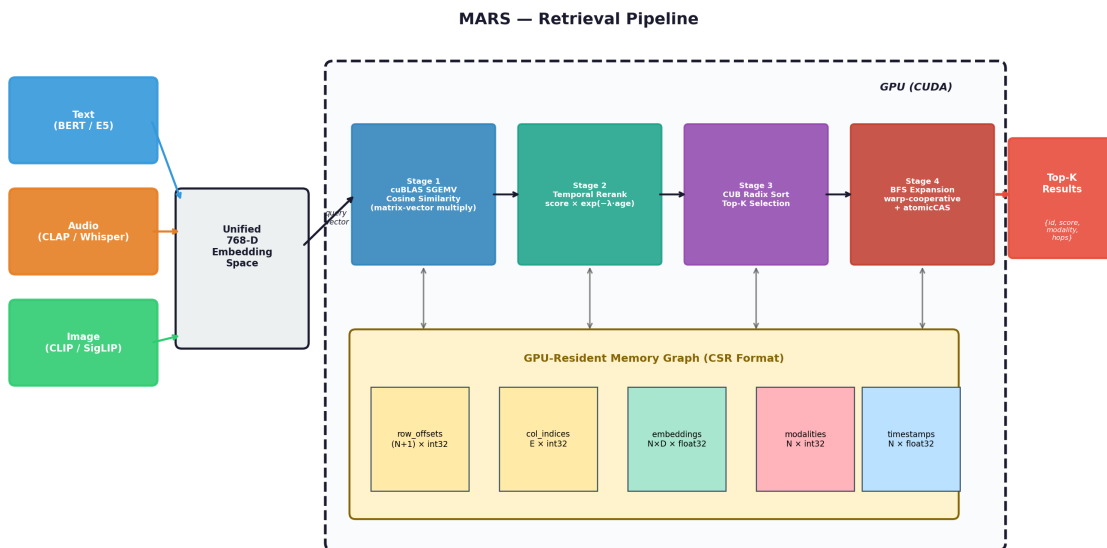 MARS — Retrieval Pipeline
GPU (CUDA)
Text
(BERT / E5)
Audio
(CLAP / Whisper)
Image
(CLIP / SigLIP)
Unified
768-D
Embedding
Space
query
vector
Stage 1
cuBLAS SGEMV
Cosine Similarity
(matrix-vector multiply)
Stage 2
Temporal Rerank
score × exp(−λ·age)
Stage 3
CUB Radix Sort
Top-K Selection
Stage 4
BFS Expansion
warp-cooperative
+ atomicCAS
Top-K
Results
{id, score,
modality,
hops}
GPU-Resident Memory Graph (CSR Format)
row_offsets
(N+1) × int32
col_indices
E × int32
embeddings
N×D × float32
modalities
N × int32
timestamps
N × float32